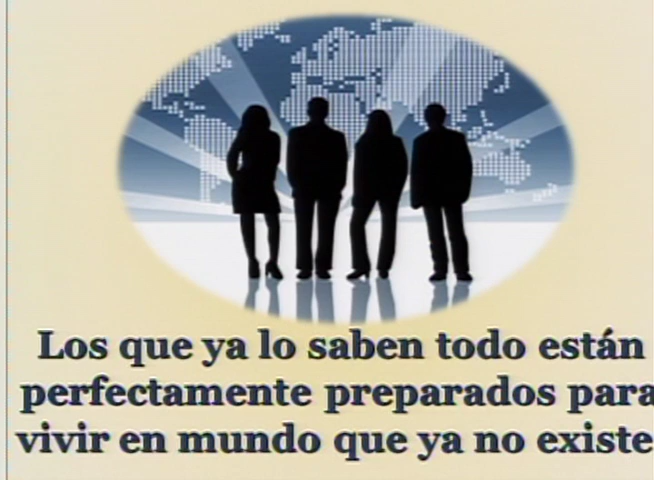 Los que ya lo saben todo están
perfectamente preparados para
vivir en mundo que ya no existe